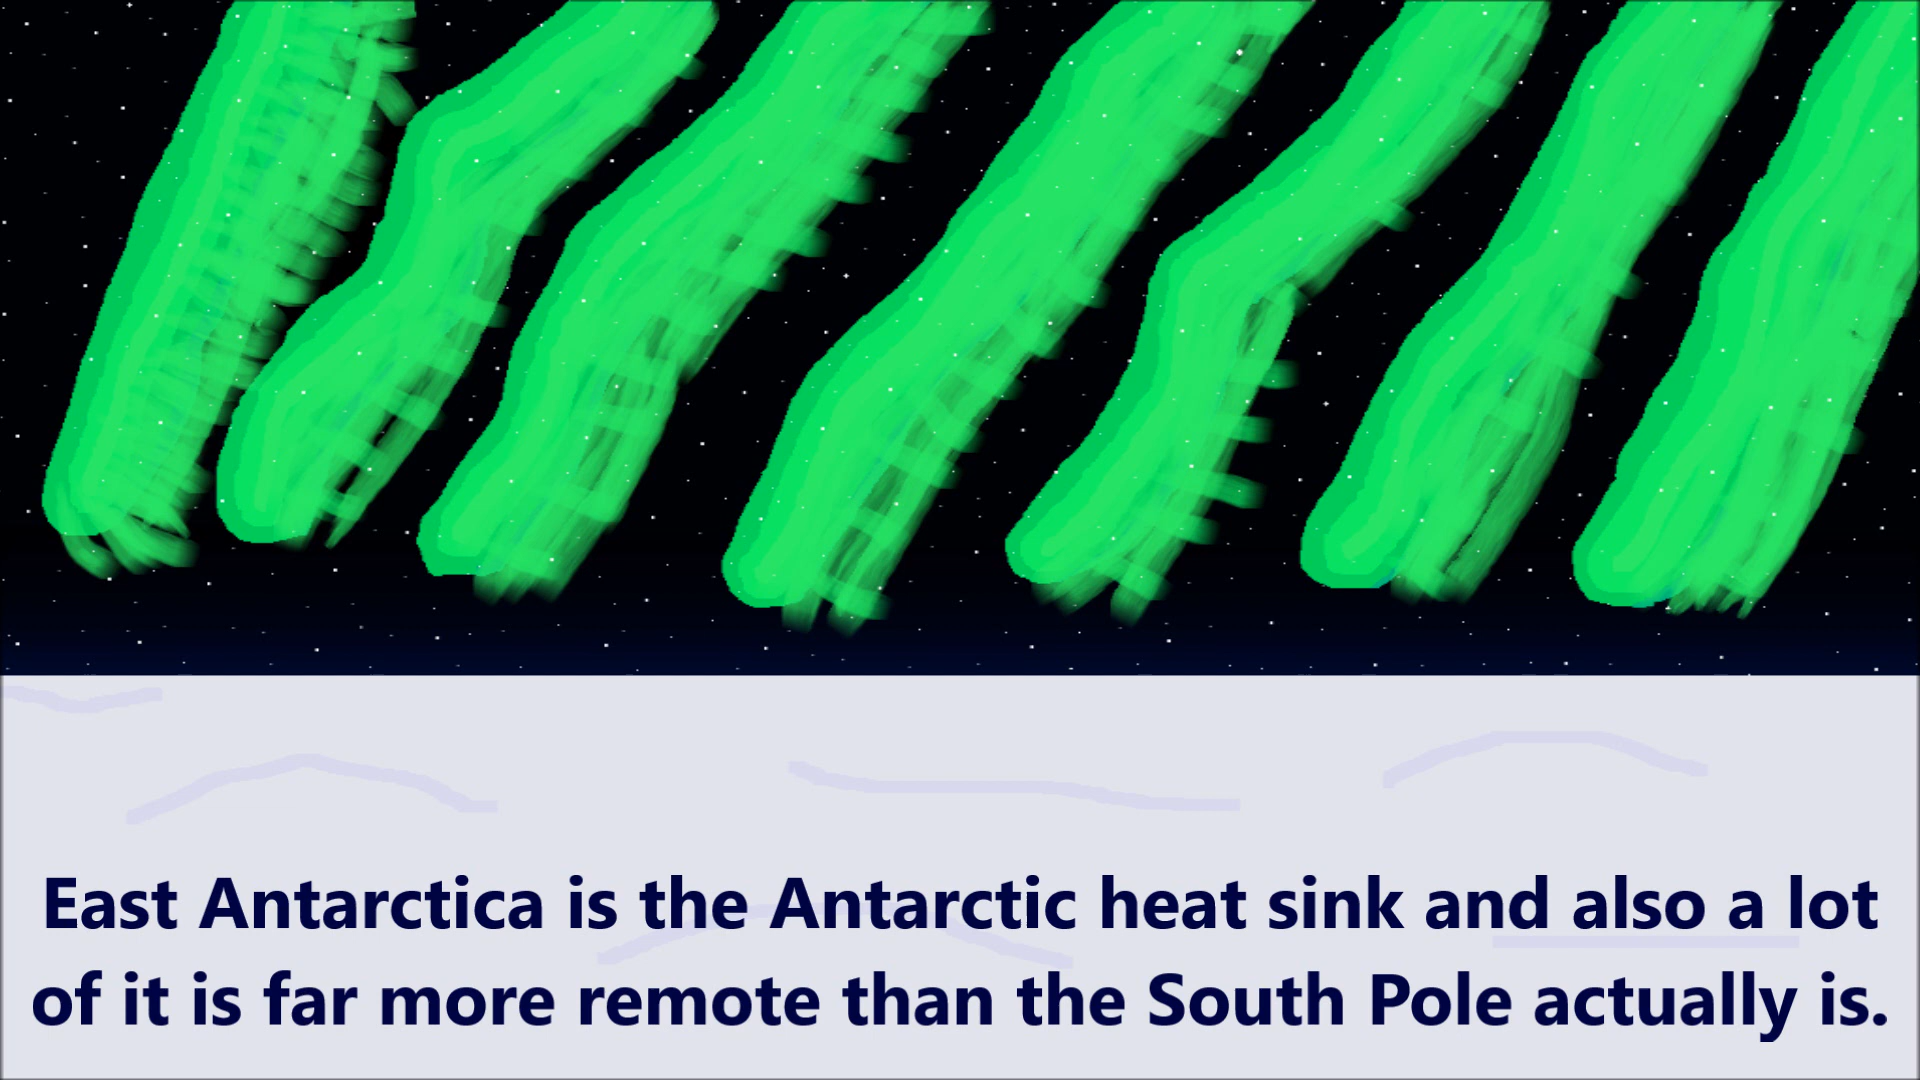 East Antarctica is the Antarctic heat sink and also a lot
of it is far more remote than the South Pole actually is.